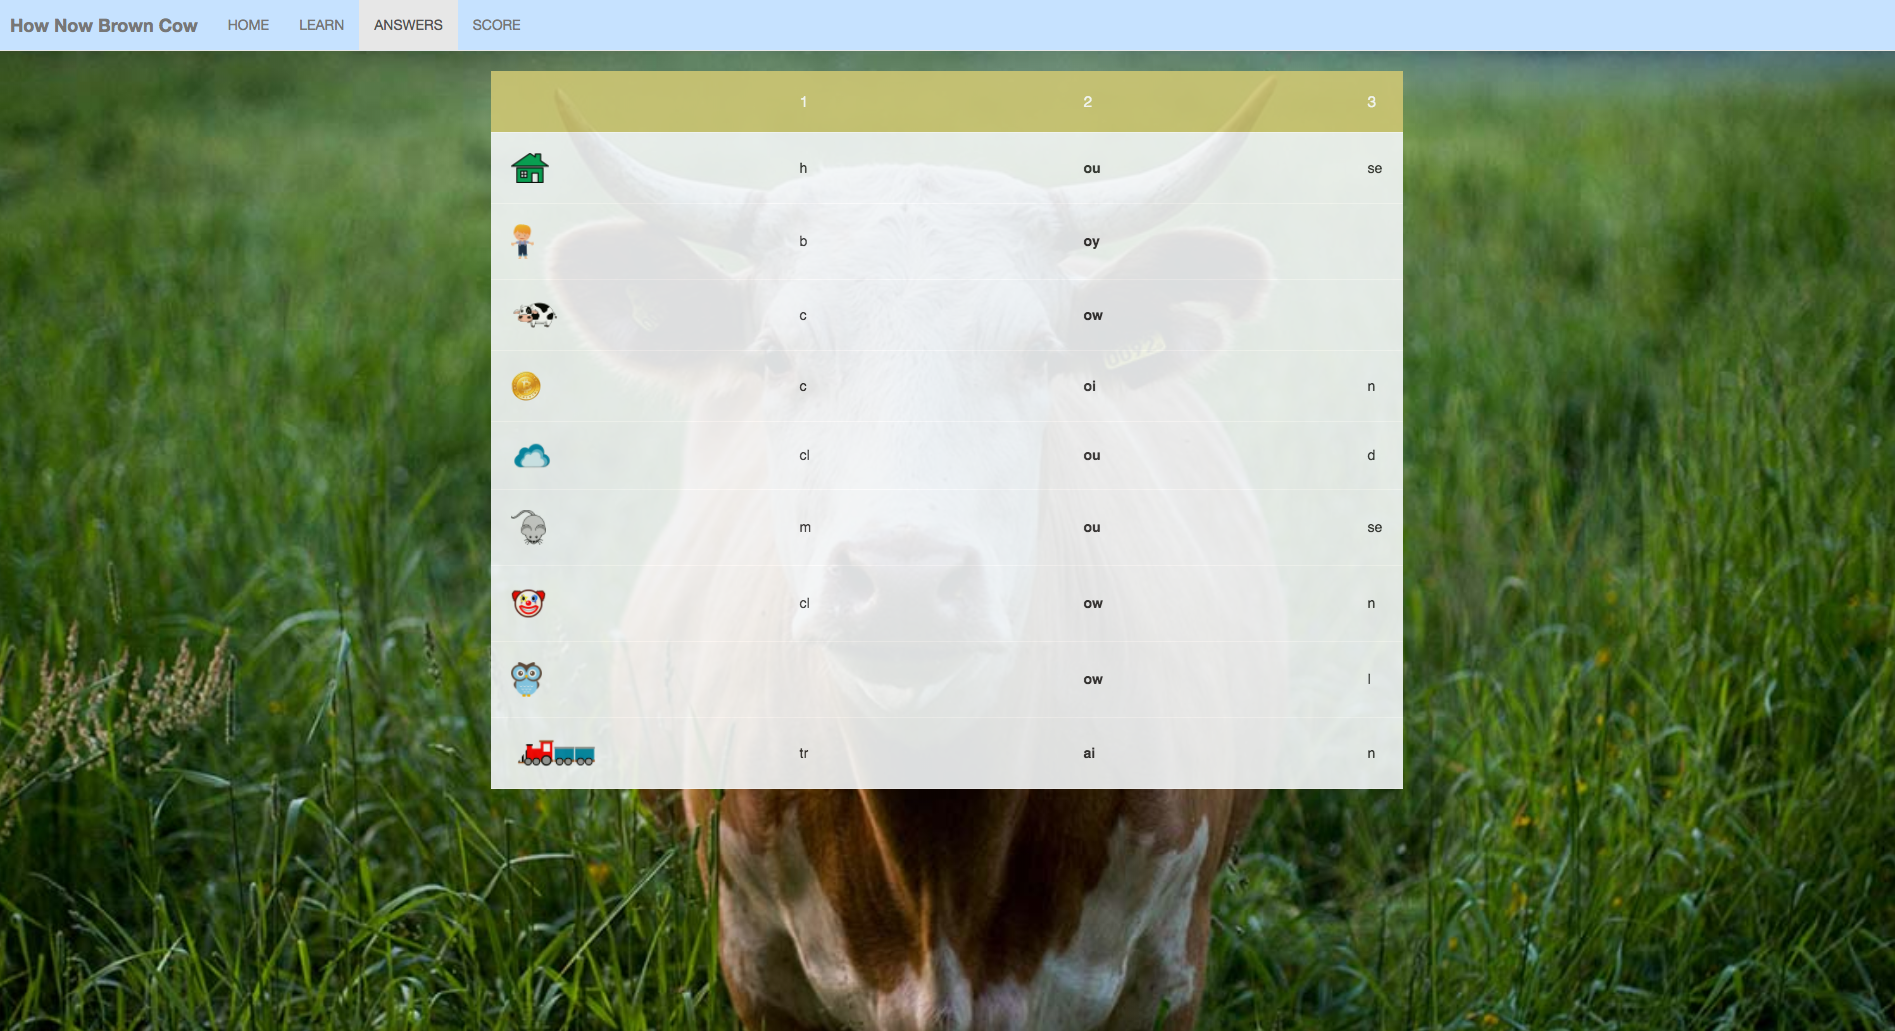 How Now Brown Cow HOME LEARN ANSWERS SCORE
1 2 3
h ou se
b oy
c ow
c oi n
cl ou d
m ou se
cl ow n
ow l
tr ai n
0092